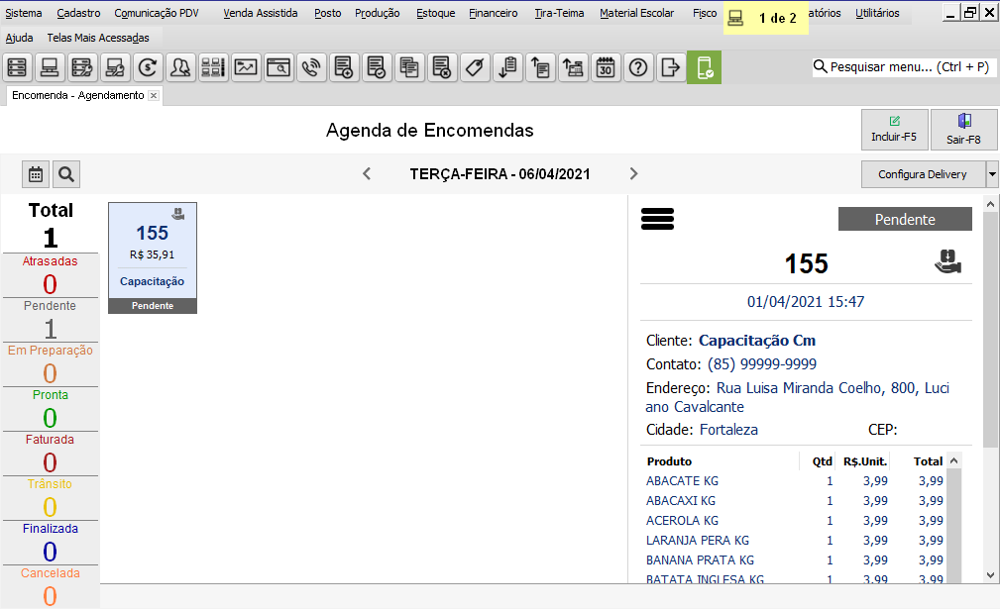 Sistema Cadastro Comunicação PDV Venda Assistida Posto Produção Estoque Financeiro Tira-Teima Material Escolar Fisco 1 de 2 atórios Utilitários
Ajuda Telas Mais Acessadas
30 Pesquisar menu... (Ctrl + P)
Encomenda - Agendamento
Agenda de Encomendas
Incluir-F5
Sair-F8
TERÇA-FEIRA - 06/04/2021
Configura Delivery
Total
1
Atrasadas
0
Pendente
1
Em Preparação
0
Pronta
0
Faturada
0
Trânsito
0
Finalizada
0
Cancelada
0
155
R$ 35,91
Capacitação
Pendente
Pendente
155
01/04/2021 15:47
Cliente: Capacitação Cm
Contato: (85) 99999-9999
Endereço: Rua Luisa Miranda Coelho, 800, Luci
ano Cavalcante
Cidade: Fortaleza CEP:
Produto Qtd R$.Unit. Total
ABACATE KG 1 3,99 3,99
ABACAXI KG 1 3,99 3,99
ACEROLA KG 1 3,99 3,99
LARANJA PERA KG 1 3,99 3,99
BANANA PRATA KG 1 3,99 3,99
BATATA INGLESA KG 1 3,99 3,99